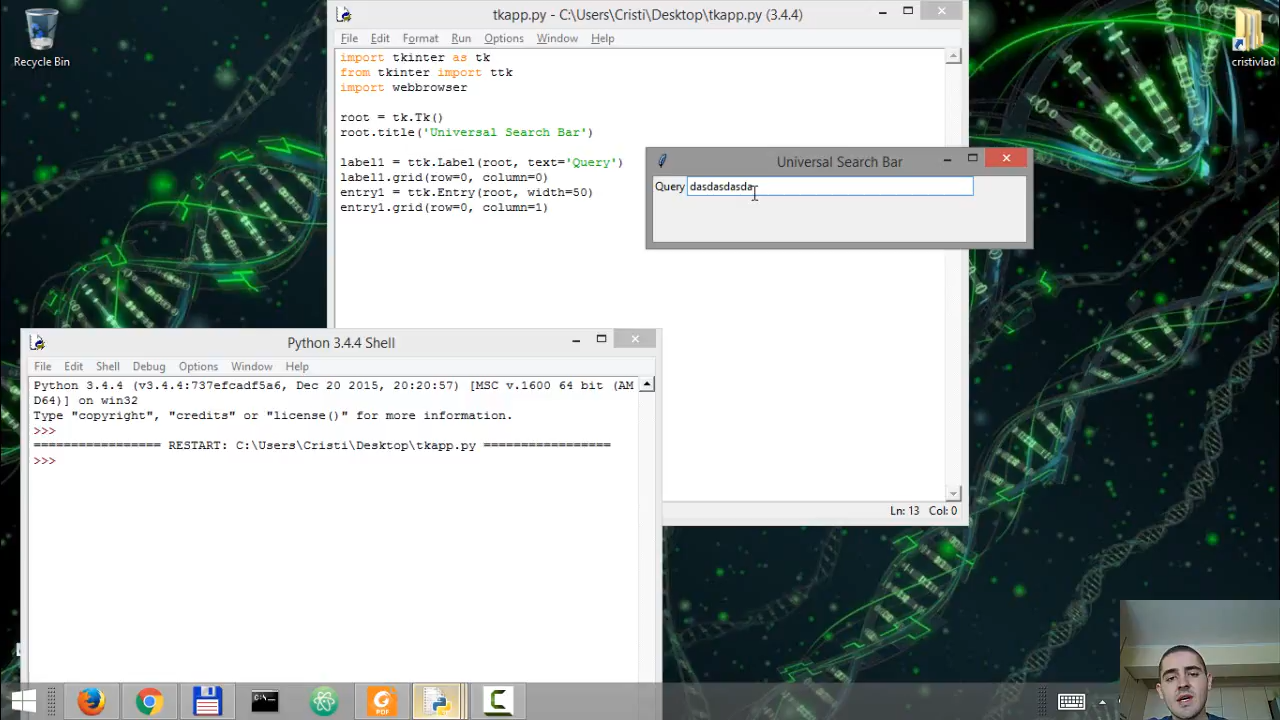 Recycle Bin
cristivlad
tkapp.py - C:\Users\Cristi\Desktop\tkapp.py (3.4.4)
File Edit Format Run Options Window Help
import tkinter as tk
from tkinter import ttk
import webbrowser
root = tk.Tk()
root.title('Universal Search Bar')
label1 = ttk.Label(root, text='Query')
label1.grid(row=0, column=0)
entry1 = ttk.Entry(root, width=50)
entry1.grid(row=0, column=1)
Ln: 13 Col: 0
Universal Search Bar
Query dasdasdasda
Python 3.4.4 Shell
File Edit Shell Debug Options Window Help
Python 3.4.4 (v3.4.4:737efcadf5a6, Dec 20 2015, 20:20:57) [MSC v.1600 64 bit (AM
D64)] on win32
Type "copyright", "credits" or "license()" for more information.
>>>
================= RESTART: C:\Users\Cristi\Desktop\tkapp.py =================
>>>
PDF